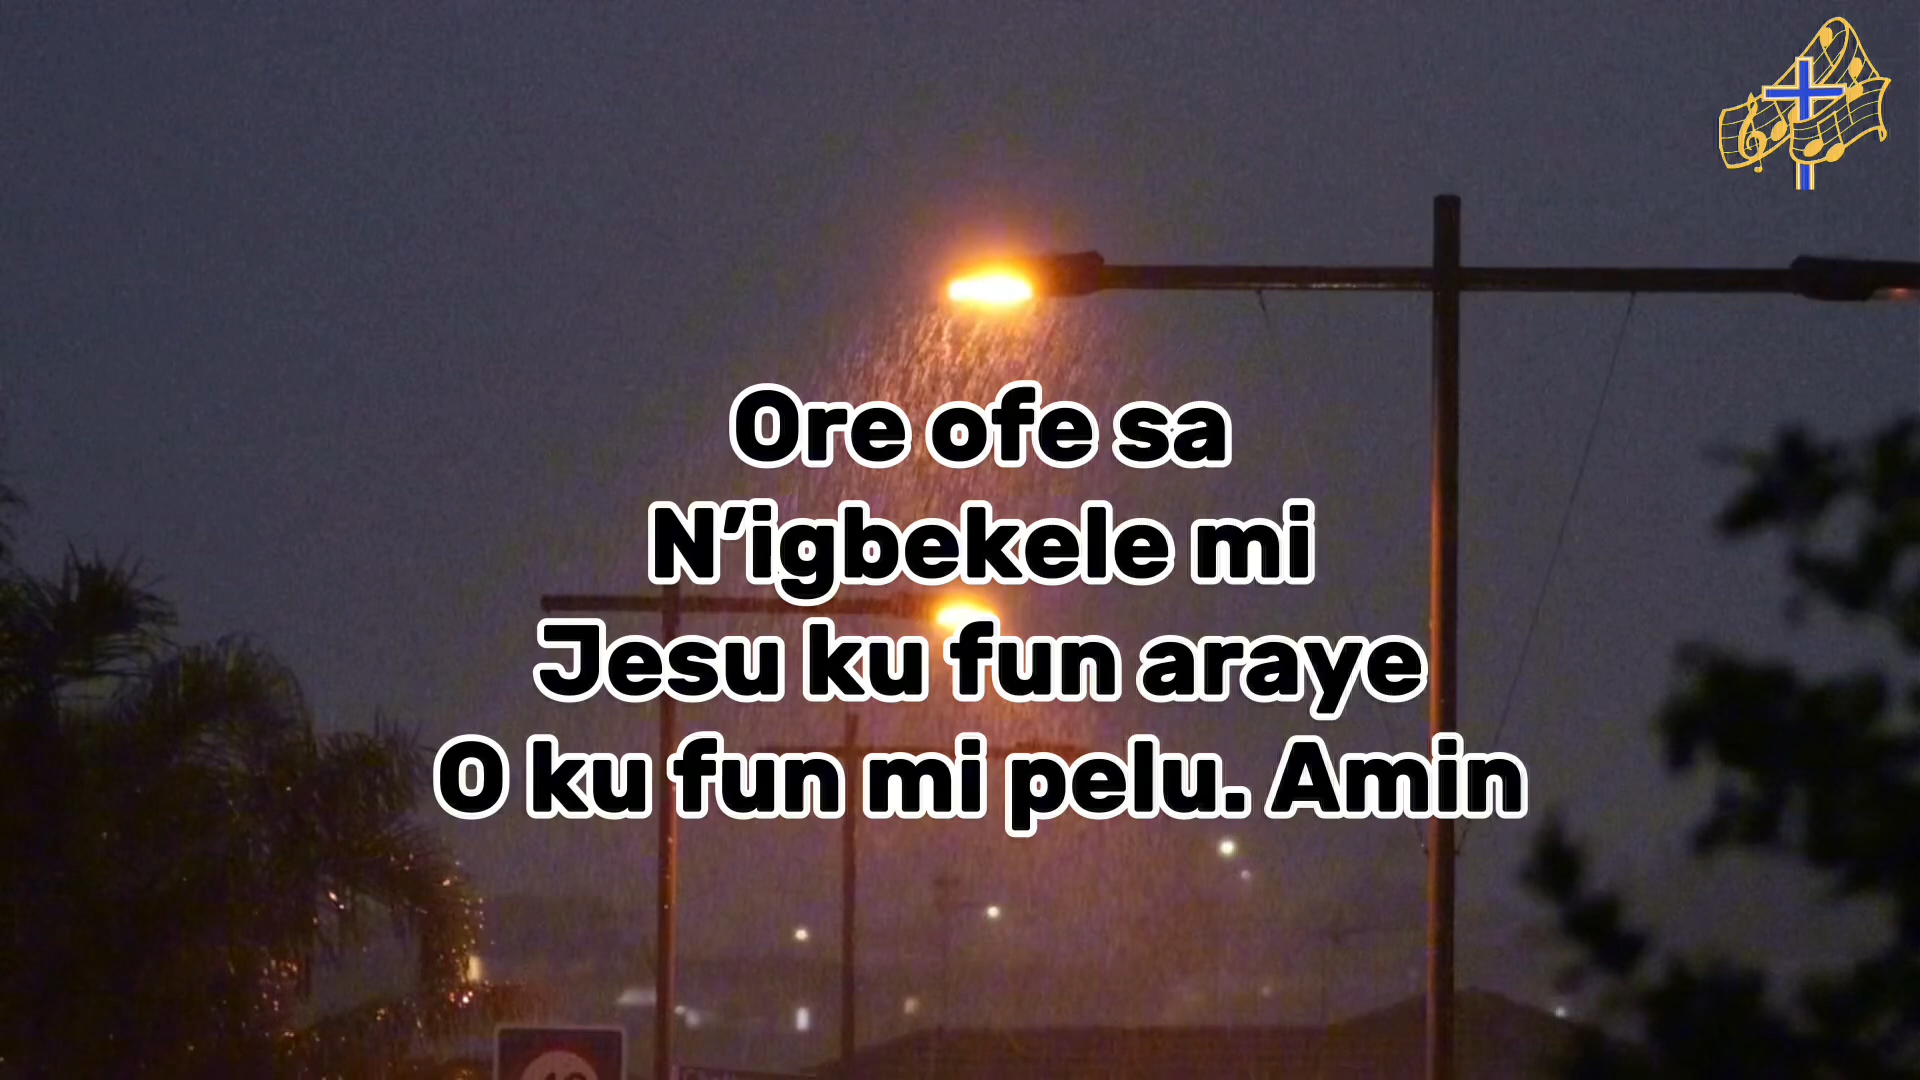 Ore ofe sa
N’igbekele mi
Jesu ku fun araye
O ku fun mi pelu. Amin